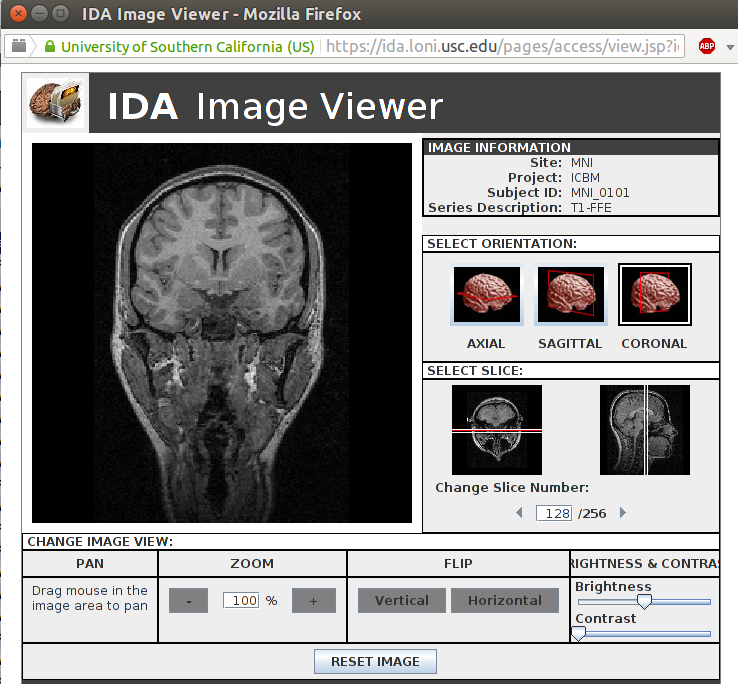 IDA Image Viewer - Mozilla Firefox
University of Southern California (US) https://ida.loni.usc.edu/pages/access/view.jsp?i
ABP
IDA Image Viewer
IMAGE INFORMATION
Site: MNI
Project: ICBM
Subject ID: MNI_0101
Series Description: T1-FFE
SELECT ORIENTATION:
AXIAL SAGITTAL CORONAL
SELECT SLICE:
Change Slice Number:
128 /256
CHANGE IMAGE VIEW:
PAN ZOOM FLIP RIGHTNESS & CONTRAS
Drag mouse in the
image area to pan
- 100 % +
Vertical Horizontal
Brightness
Contrast
RESET IMAGE